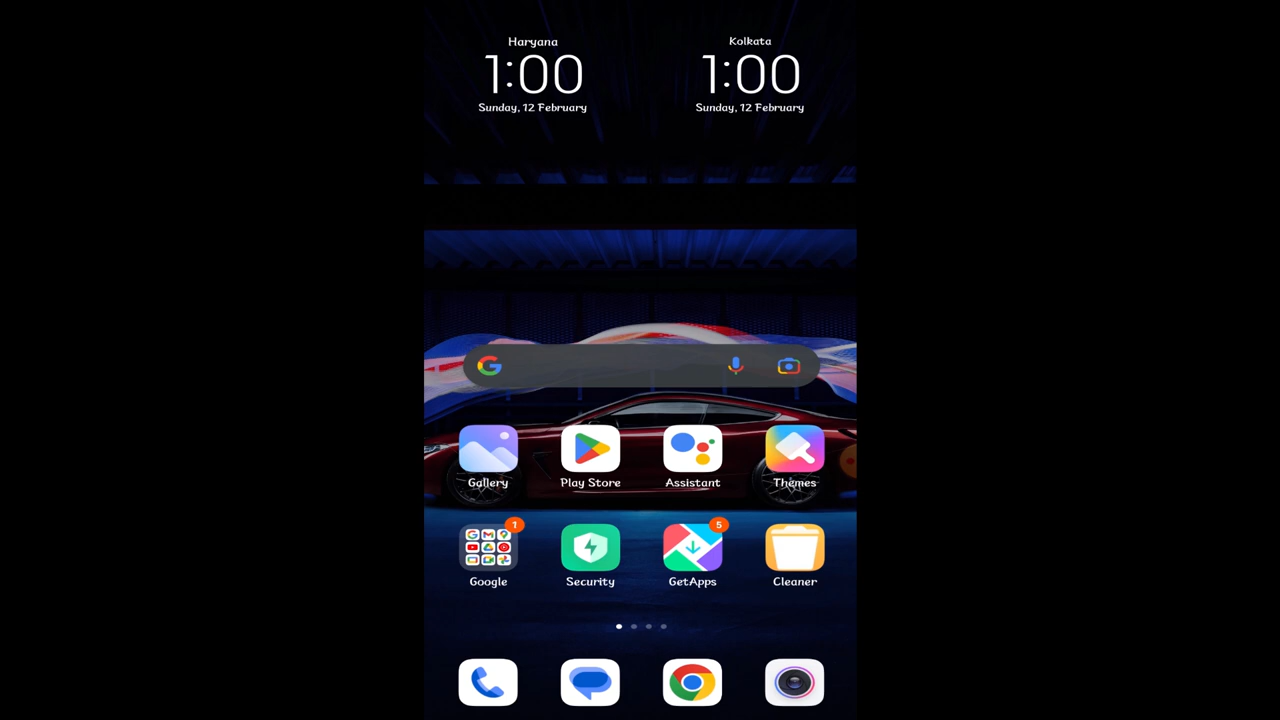 Haryana Kolkata
1:00 1:00
Sunday, 12 February Sunday, 12 February
Gallery Play Store Assistant Themes
1 5
Google Security GetApps Cleaner